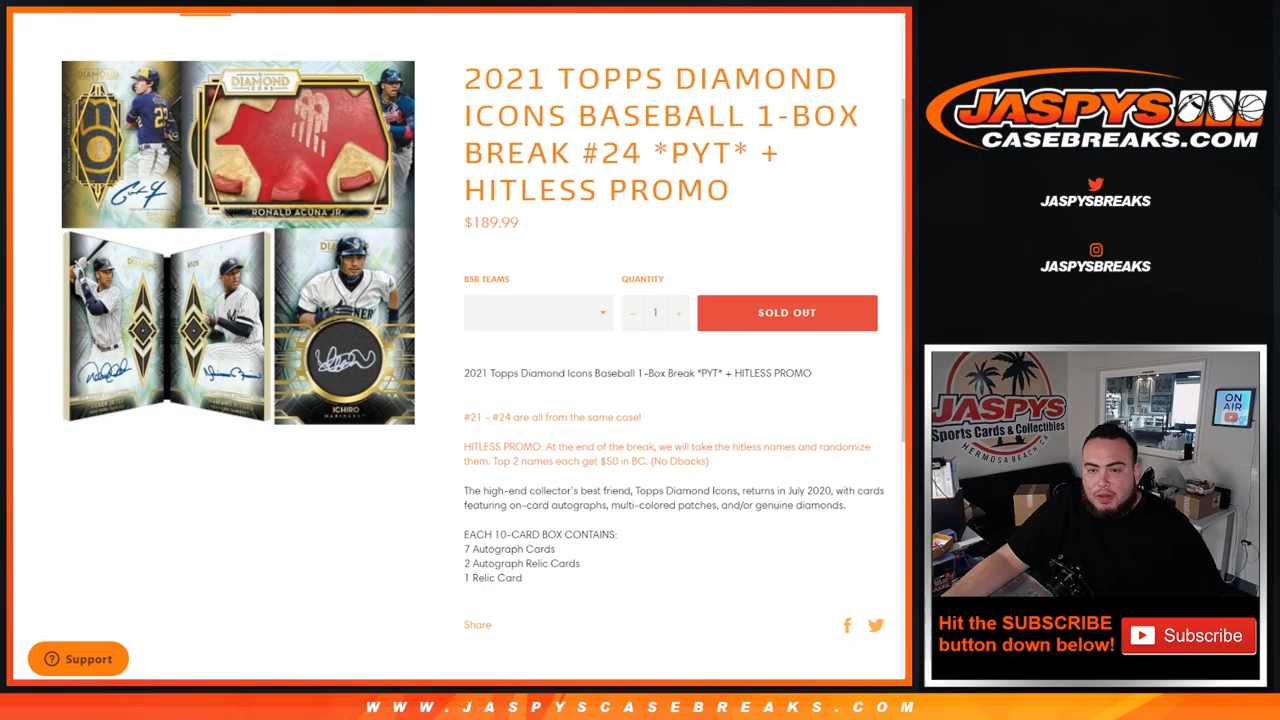 2021 TOPPS DIAMOND
ICONS BASEBALL 1-BOX
BREAK #24 *PYT* +
HITLESS PROMO
$189.99
BSB TEAMS
QUANTITY
− 1 +
SOLD OUT
2021 Topps Diamond Icons Baseball 1-Box Break *PYT* + HITLESS PROMO
#21 - #24 are all from the same case!
HITLESS PROMO: At the end of the break, we will take the hitless names and randomize
them. Top 2 names each get $50 in BC. (No Dbacks)
The high-end collector's best friend, Topps Diamond Icons, returns in July 2020, with cards
featuring on-card autographs, multi-colored patches, and/or genuine diamonds.
EACH 10-CARD BOX CONTAINS:
7 Autograph Cards
2 Autograph Relic Cards
1 Relic Card
Share
Support
DIAMOND
RONALD ACUNA JR.
ICHIRO
MARINERS
JASPYS
CASEBREAKS.COM
JASPYSBREAKS
JASPYSBREAKS
JASPYS
Sports Cards & Collectibles
HERMOSA BEACH CA
ON
AIR
Hit the SUBSCRIBE
button down below!
Subscribe
WWW.JASPYSCASEBREAKS.COM